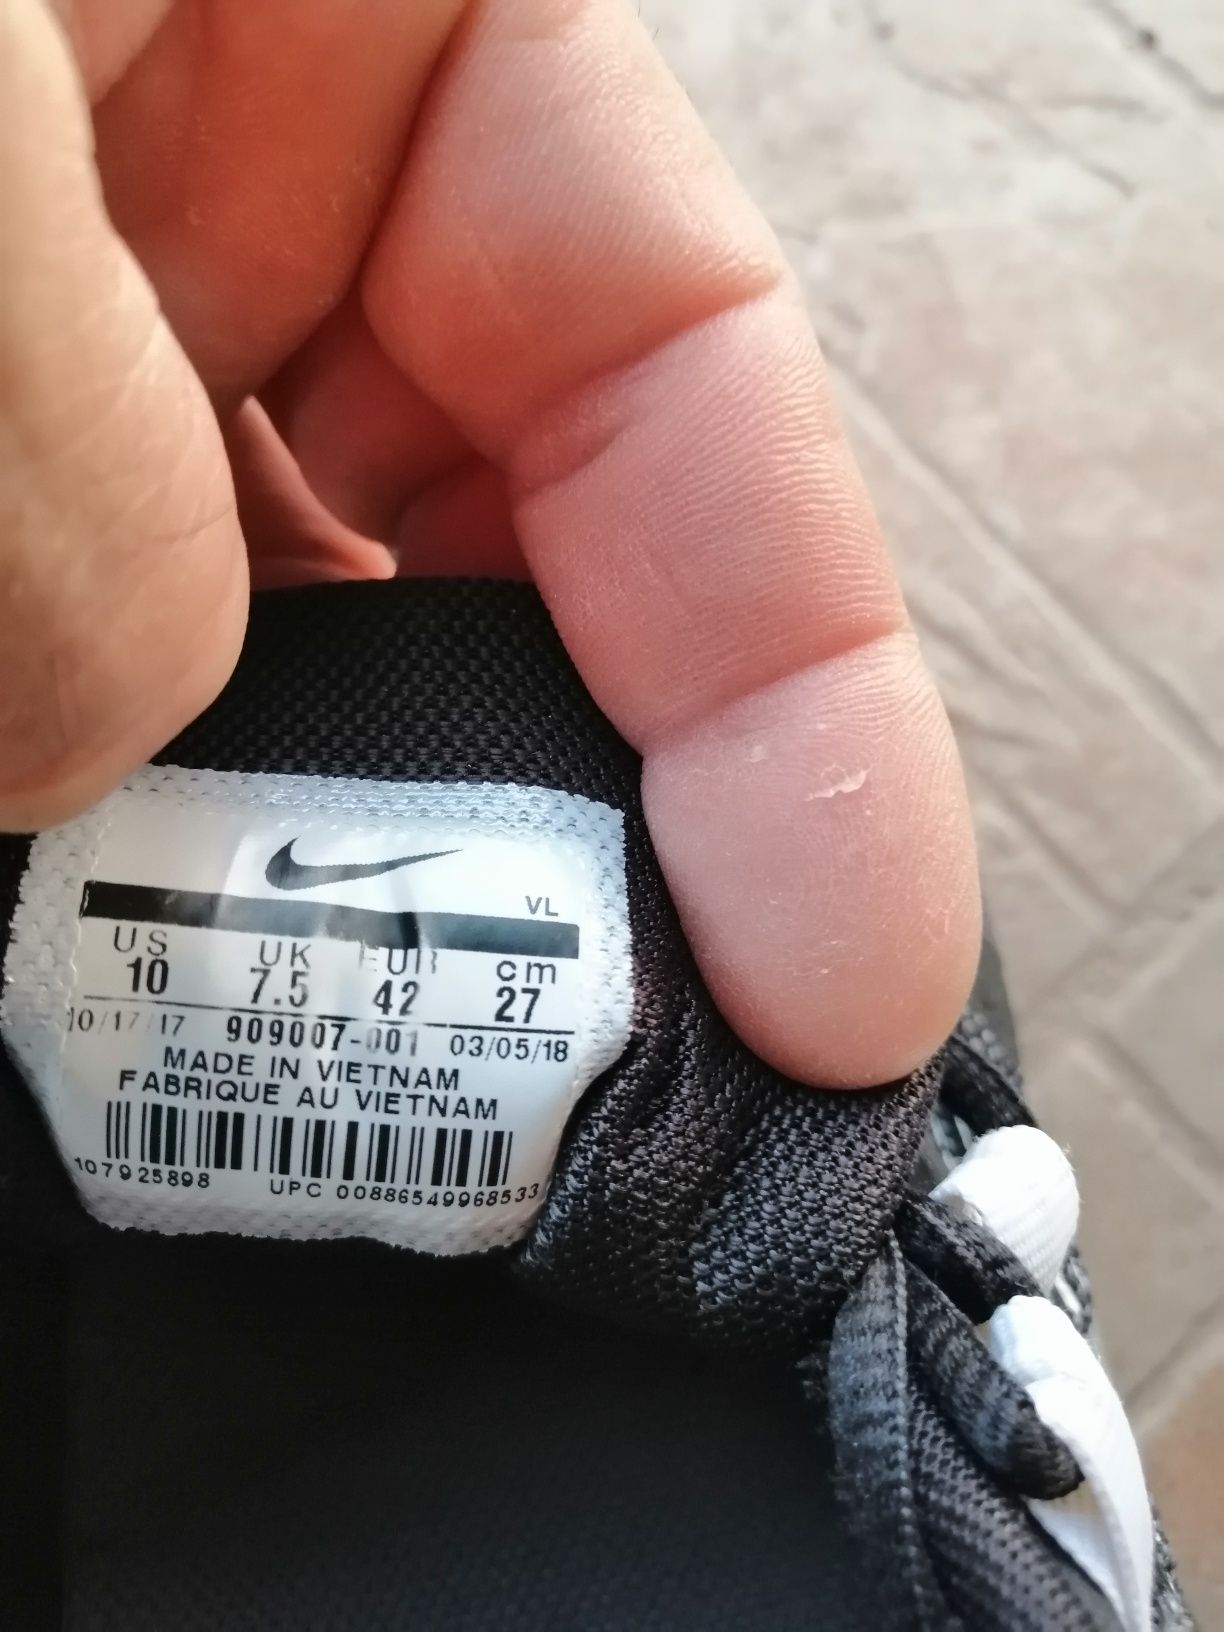 VL
US UK EUR cm
10 7.5 42 27
10/17/17 909007-001 03/05/18
MADE IN VIETNAM
FABRIQUE AU VIETNAM
107925898 UPC 00886549968533